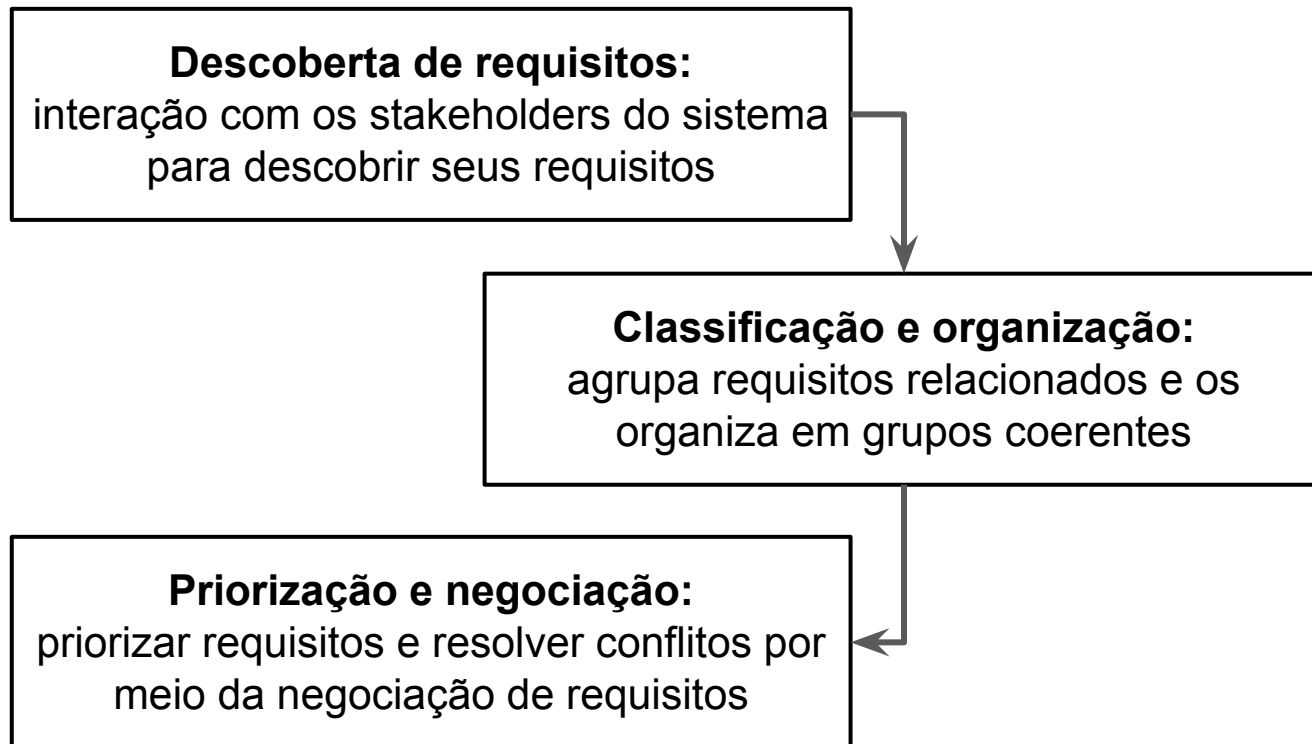 Descoberta de requisitos:
interação com os stakeholders do sistema
para descobrir seus requisitos
Classificação e organização:
agrupa requisitos relacionados e os
organiza em grupos coerentes
Priorização e negociação:
priorizar requisitos e resolver conflitos por
meio da negociação de requisitos